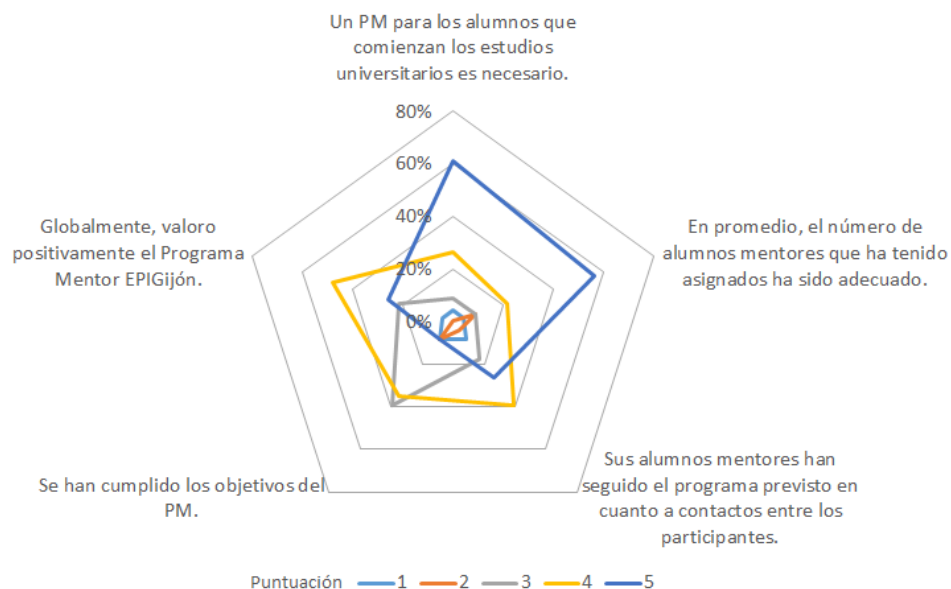 Un PM para los alumnos que
comienzan los estudios
universitarios es necesario.
80%
60%
40%
20%
0%
Globalmente, valoro
positivamente el Programa
Mentor EPIGijón.
En promedio, el número de
alumnos mentores que ha tenido
asignados ha sido adecuado.
Se han cumplido los objetivos del
PM.
Sus alumnos mentores han
seguido el programa previsto en
cuanto a contactos entre los
participantes.
Puntuación 1 2 3 4 5